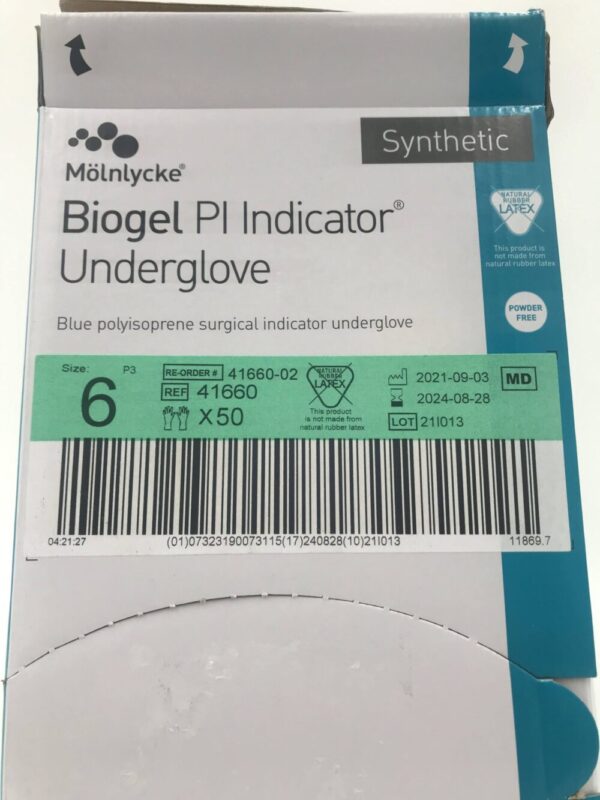 Synthetic
Mölnlycke®
Biogel PI Indicator®
Underglove
Blue polyisoprene surgical indicator underglove
NATURAL
RUBBER
LATEX
This product is
not made from
natural rubber latex
POWDER
FREE
Size:
6
P3
RE-ORDER # 41660-02
REF 41660
X50
NATURAL
RUBBER
LATEX
This product
is not made from
natural rubber latex
2021-09-03
2024-08-28
LOT 21I013
MD
04:21:27
(01)07323190073115(17)240828(10)21I013
11869.7